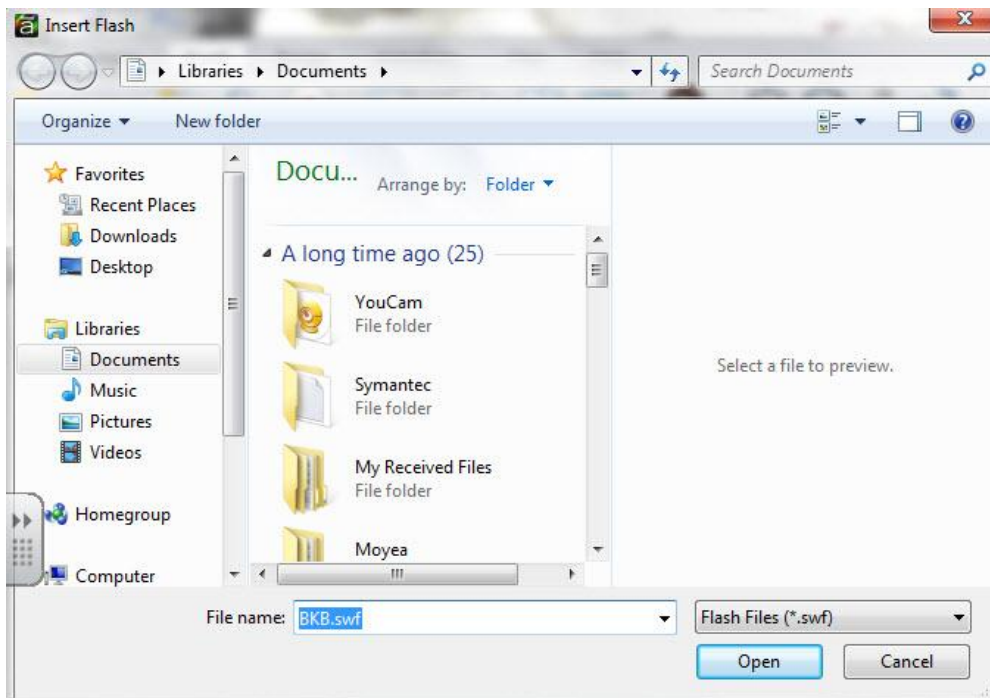 Insert Flash
Libraries Documents
Search Documents
Organize New folder
Favorites
Recent Places
Downloads
Desktop
Libraries
Documents
Music
Pictures
Videos
Homegroup
Computer
Docu... Arrange by: Folder
A long time ago (25)
YouCam
File folder
Symantec
File folder
My Received Files
File folder
Moyea
Select a file to preview.
File name: BKB.swf Flash Files (*.swf)
Open Cancel